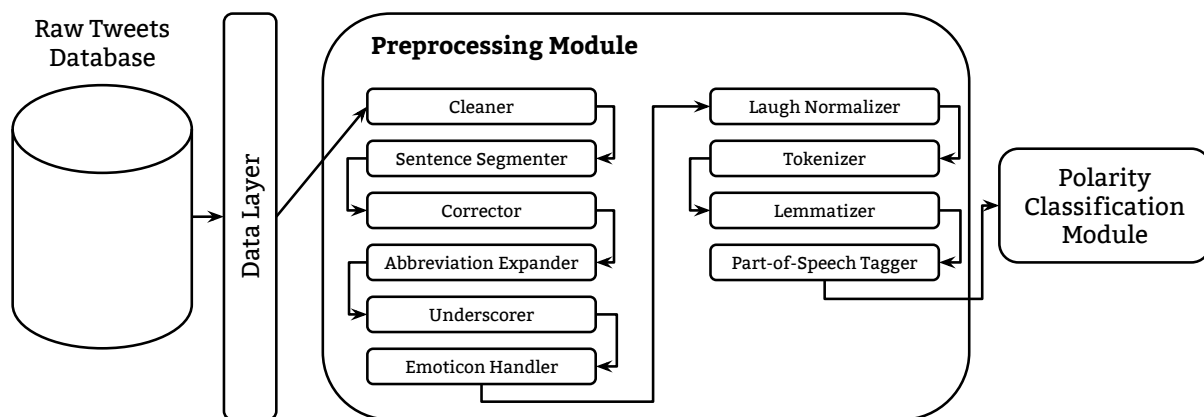 Raw Tweets
Database
Data Layer
Preprocessing Module
Cleaner
Sentence Segmenter
Corrector
Abbreviation Expander
Underscorer
Emoticon Handler
Laugh Normalizer
Tokenizer
Lemmatizer
Part-of-Speech Tagger
Polarity
Classification
Module